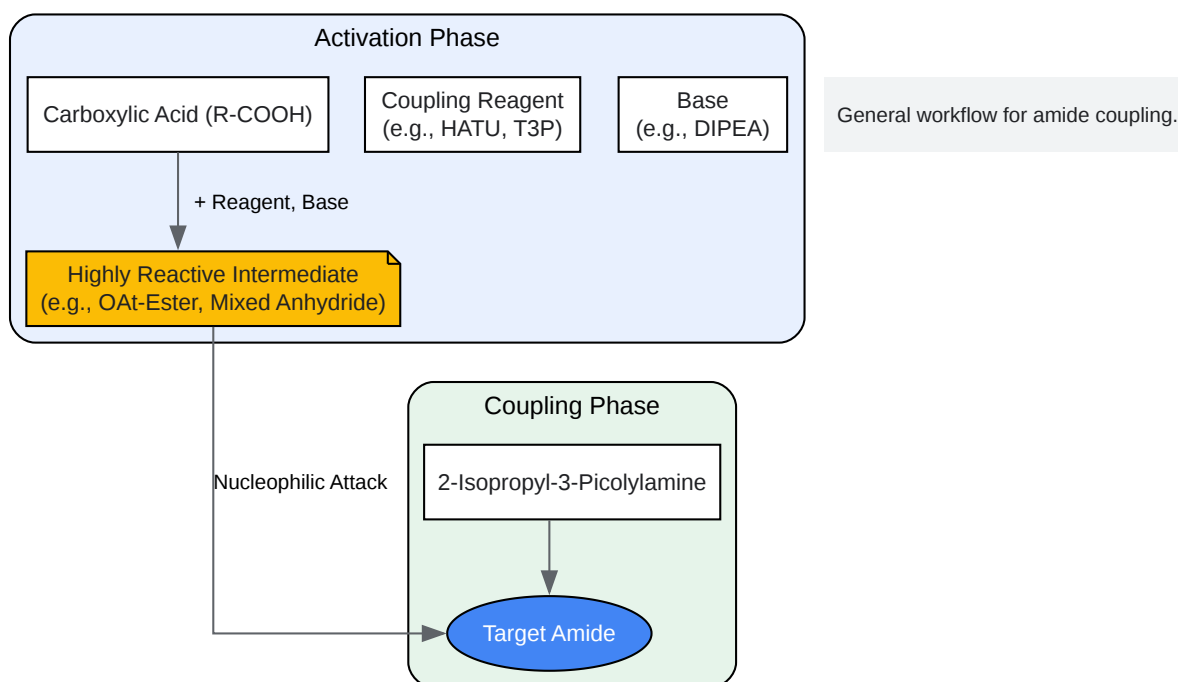 Activation Phase
Carboxylic Acid (R-COOH)
Coupling Reagent
(e.g., HATU, T3P)
Base
(e.g., DIPEA)
General workflow for amide coupling.
+ Reagent, Base
Highly Reactive Intermediate
(e.g., OAt-Ester, Mixed Anhydride)
Coupling Phase
Nucleophilic Attack
2-Isopropyl-3-Picolylamine
Target Amide